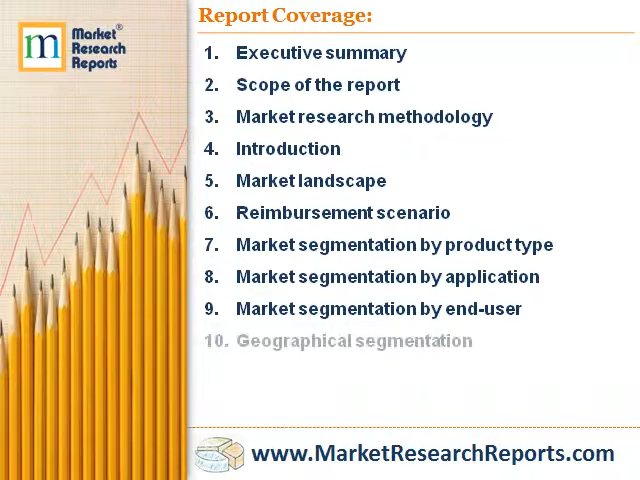 Report Coverage:
m
Market®
Research
Reports
1. Executive summary
2. Scope of the report
3. Market research methodology
4. Introduction
5. Market landscape
6. Reimbursement scenario
7. Market segmentation by product type
8. Market segmentation by application
9. Market segmentation by end-user
10. Geographical segmentation
www.MarketResearchReports.com